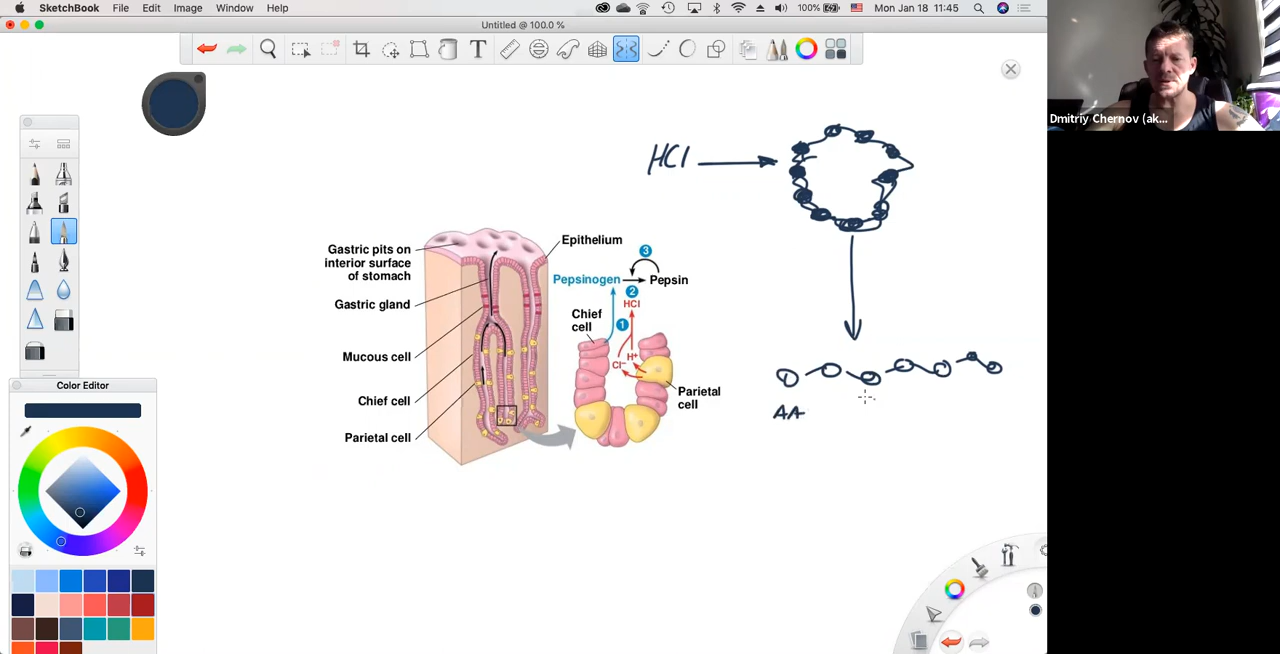 SketchBook File Edit Image Window Help 100% Mon Jan 18 11:45
Untitled @ 100.0 %
Dmitriy Chernov (ak...
HCl
Gastric pits on
interior surface
of stomach
Epithelium
3
Pepsinogen
Pepsin
2
HCl
Gastric gland
Chief
cell
1
H+
Cl−
Mucous cell
Chief cell
Parietal
cell
Parietal cell
AA
Color Editor